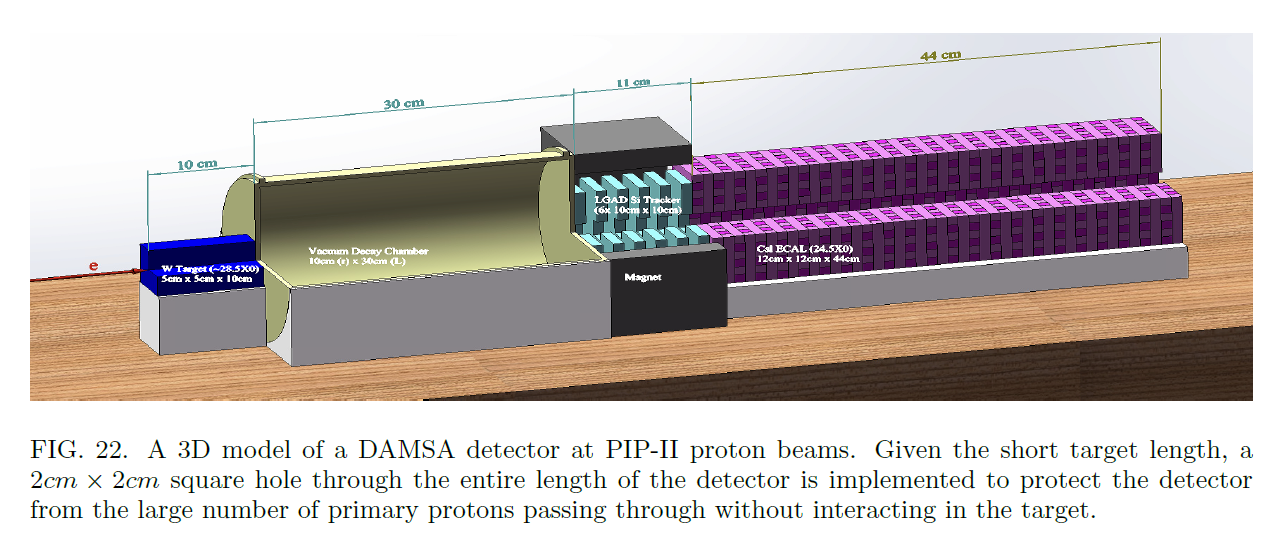 44 cm
11 cm
30 cm
10 cm
LGAD Si Tracker
(6x 10cm x 10cm)
Vacuum Decay Chamber
10cm (r) x 30cm (L)
CsI ECAL (24.5X0)
12cm x 12cm x 44cm
e
W Target (~28.5X0)
5cm x 5cm x 10cm
Magnet
FIG. 22. A 3D model of a DAMSA detector at PIP-II proton beams. Given the short target length, a
2cm × 2cm square hole through the entire length of the detector is implemented to protect the detector
from the large number of primary protons passing through without interacting in the target.